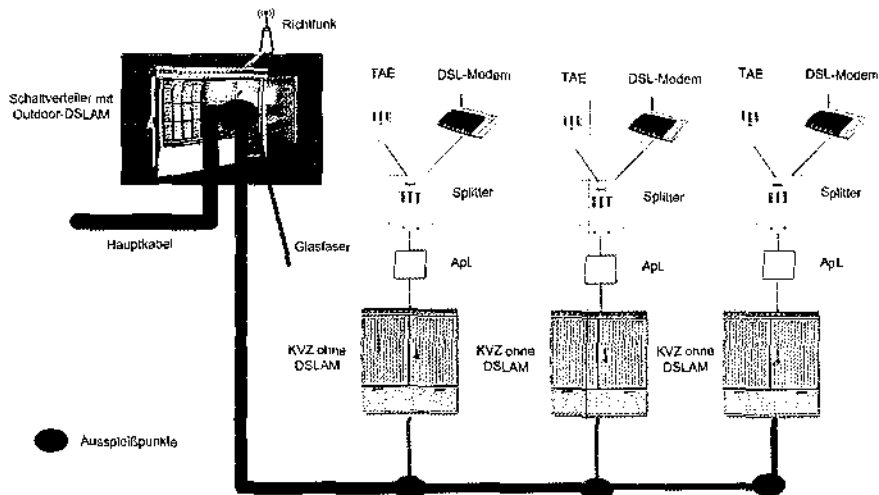 Richtfunk
Schaltverteiler mit
Outdoor-DSLAM
Hauptkabel
Glasfaser
TAE
DSL-Modem
Splitter
ApL
KVZ ohne
DSLAM
TAE
DSL-Modem
Splitter
ApL
KVZ ohne
DSLAM
TAE
DSL-Modem
Splitter
ApL
KVZ ohne
DSLAM
Ausspleißpunkte